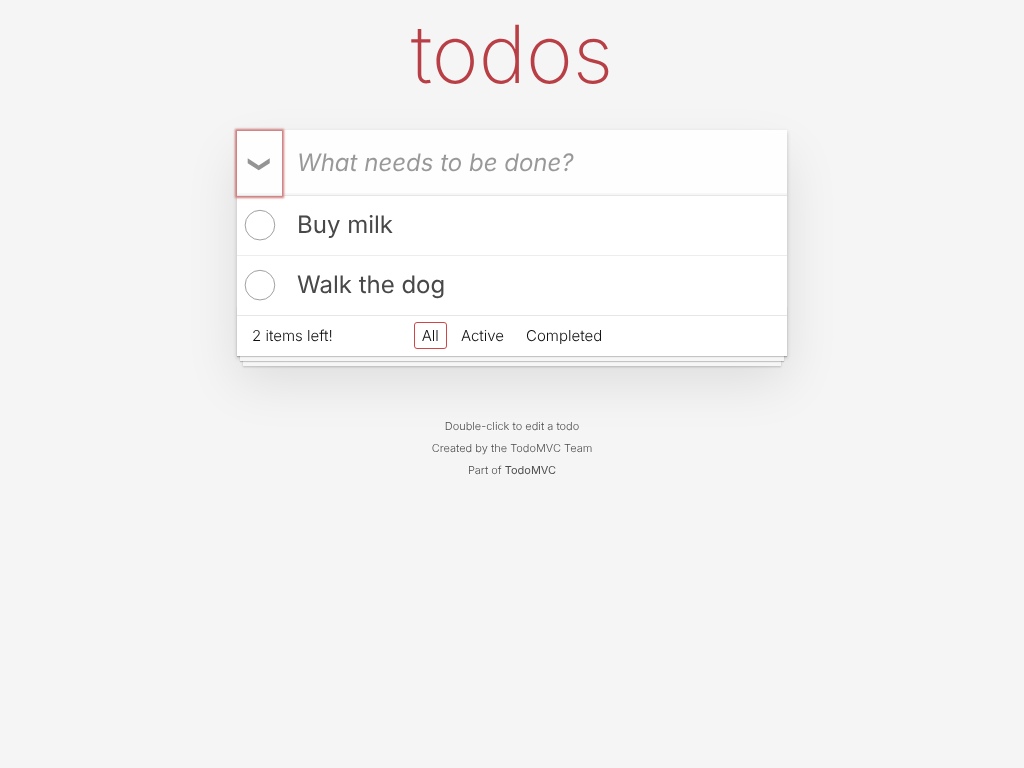 todos
What needs to be done?
Buy milk
Walk the dog
2 items left! All Active Completed
Double-click to edit a todo
Created by the TodoMVC Team
Part of TodoMVC